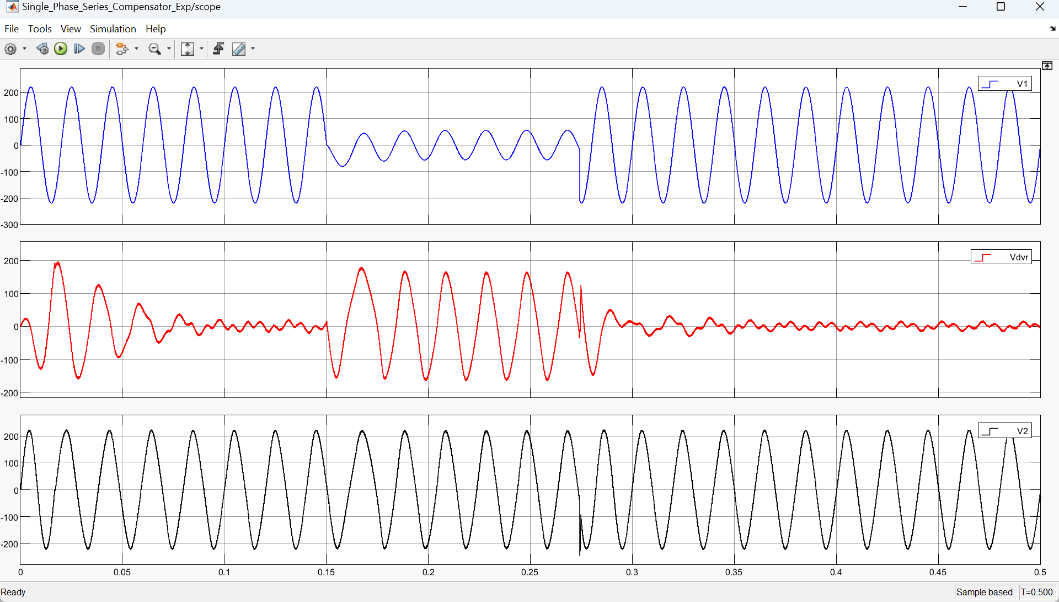 Single_Phase_Series_Compensator_Exp/scope
File Tools View Simulation Help
V1
200
100
0
-100
-200
-300
Vdvr
200
100
0
-100
-200
V2
200
100
0
-100
-200
0 0.05 0.1 0.15 0.2 0.25 0.3 0.35 0.4 0.45 0.5
Ready Sample based T=0.500